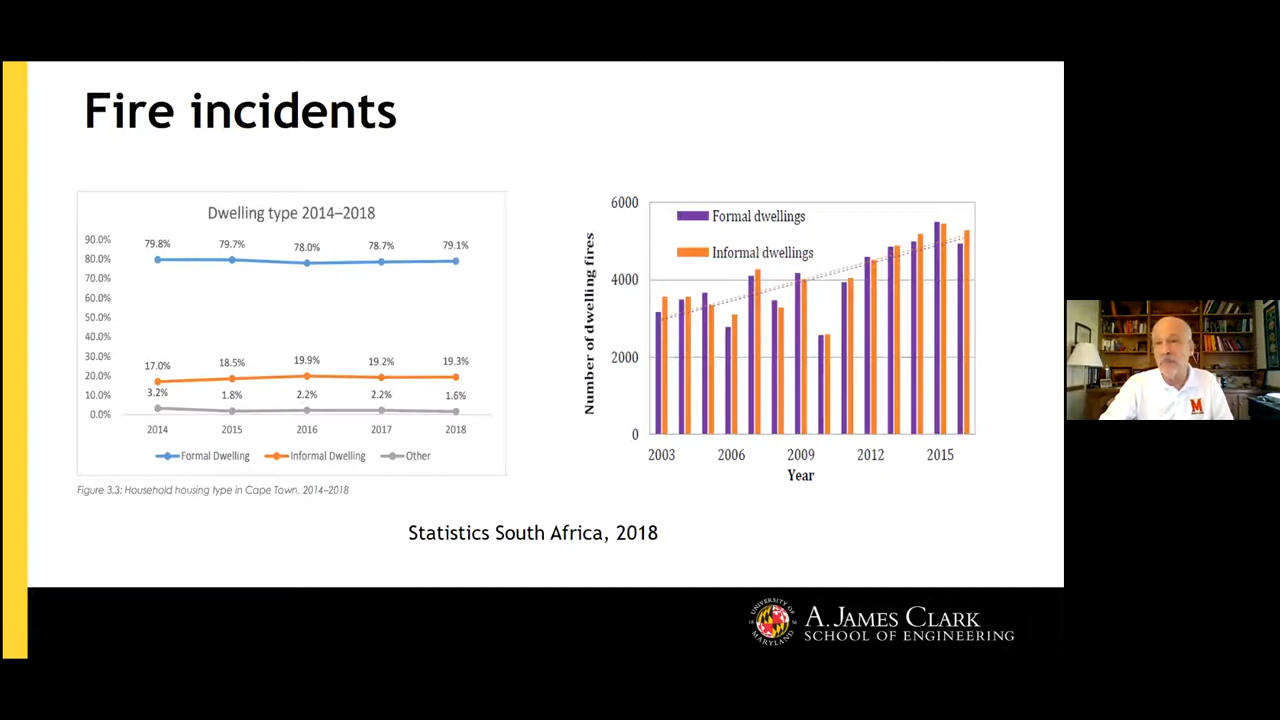 Fire incidents
Dwelling type 2014–2018
90.0%
80.0%
70.0%
60.0%
50.0%
40.0%
30.0%
20.0%
10.0%
0.0%
79.8%
79.7%
78.0%
78.7%
79.1%
17.0%
18.5%
19.9%
19.2%
19.3%
3.2%
1.8%
2.2%
2.2%
1.6%
2014
2015
2016
2017
2018
Formal Dwelling
Informal Dwelling
Other
Figure 3.3: Household housing type in Cape Town, 2014–2018
Number of dwelling fires
6000
4000
2000
0
Formal dwellings
Informal dwellings
2003
2006
2009
2012
2015
Year
Statistics South Africa, 2018
UNIVERSITY OF
18 56
MARYLAND
A. JAMES CLARK
SCHOOL OF ENGINEERING
M